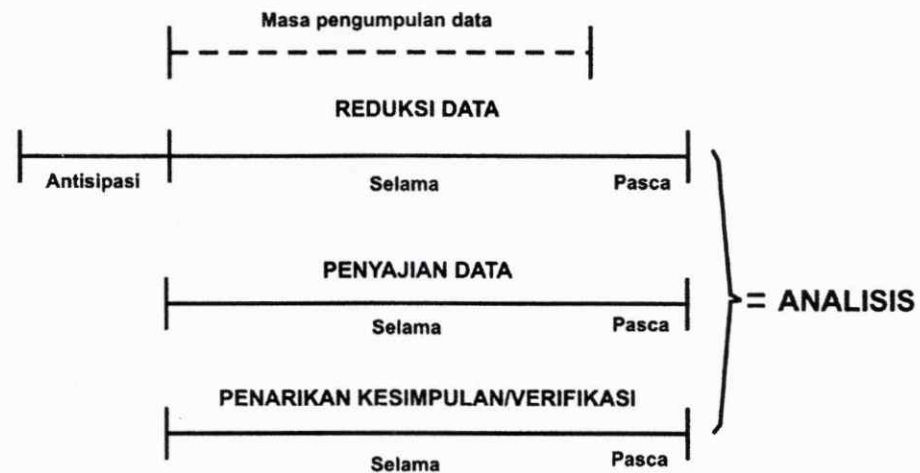 Masa pengumpulan data
REDUKSI DATA
Antisipasi Selama Pasca
PENYAJIAN DATA
= ANALISIS
Selama Pasca
PENARIKAN KESIMPULAN/VERIFIKASI
Selama Pasca